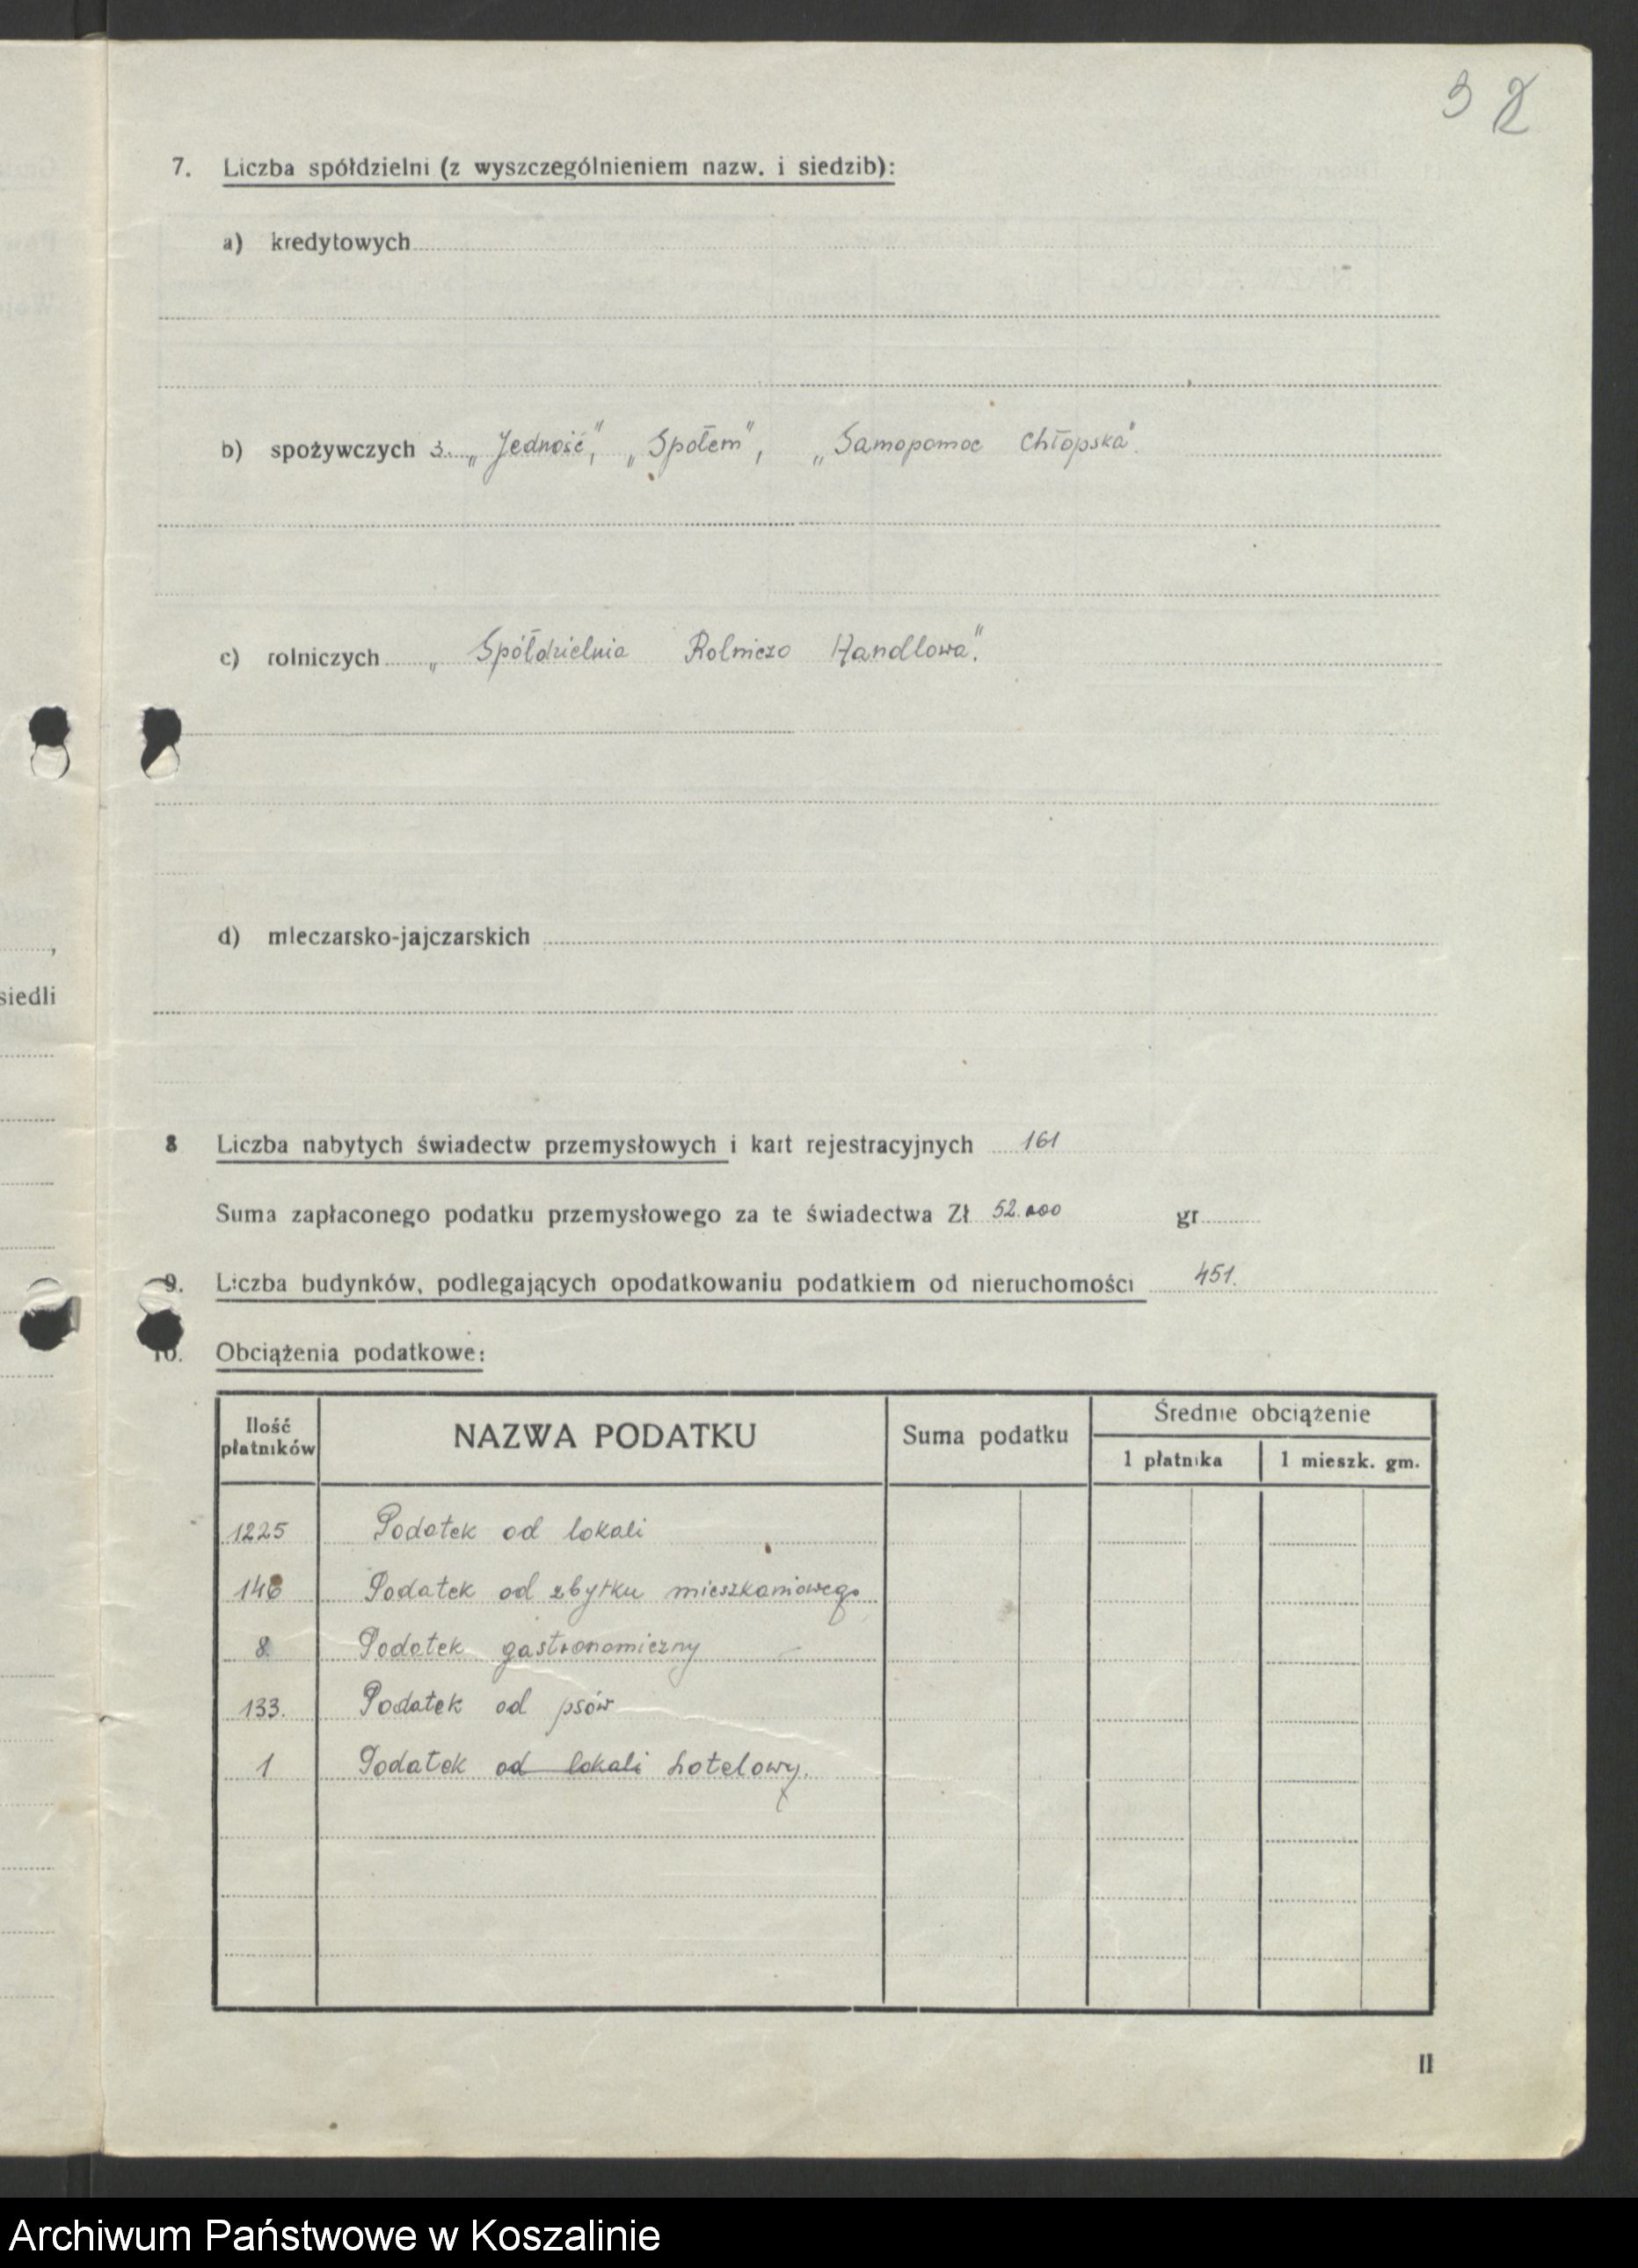 3 2
7. Liczba spółdzielni (z wyszczególnieniem nazw. i siedzib):
a) kredytowych
b) spożywczych 3. „Jedność”, „Społem”, „Samopomoc Chłopska”.
c) rolniczych „Spółdzielnia Rolniczo Handlowa”.
d) mleczarsko-jajczarskich
siedli
8 Liczba nabytych świadectw przemysłowych i kart rejestracyjnych 161
Suma zapłaconego podatku przemysłowego za te świadectwa Zł 52.000 gr
9. Liczba budynków, podlegających opodatkowaniu podatkiem od nieruchomości 451.
10. Obciążenia podatkowe:
Ilość płatników NAZWA PODATKU Suma podatku Średnie obciążenie
1 płatnika 1 mieszk. gm.
1225 Podatek od lokali
146 Podatek od zbytku mieszkaniowego
8. Podatek gastronomiczny
133. Podatek od psów
1 Podatek od lokali hotelowy.
II
Archiwum Państwowe w Koszalinie